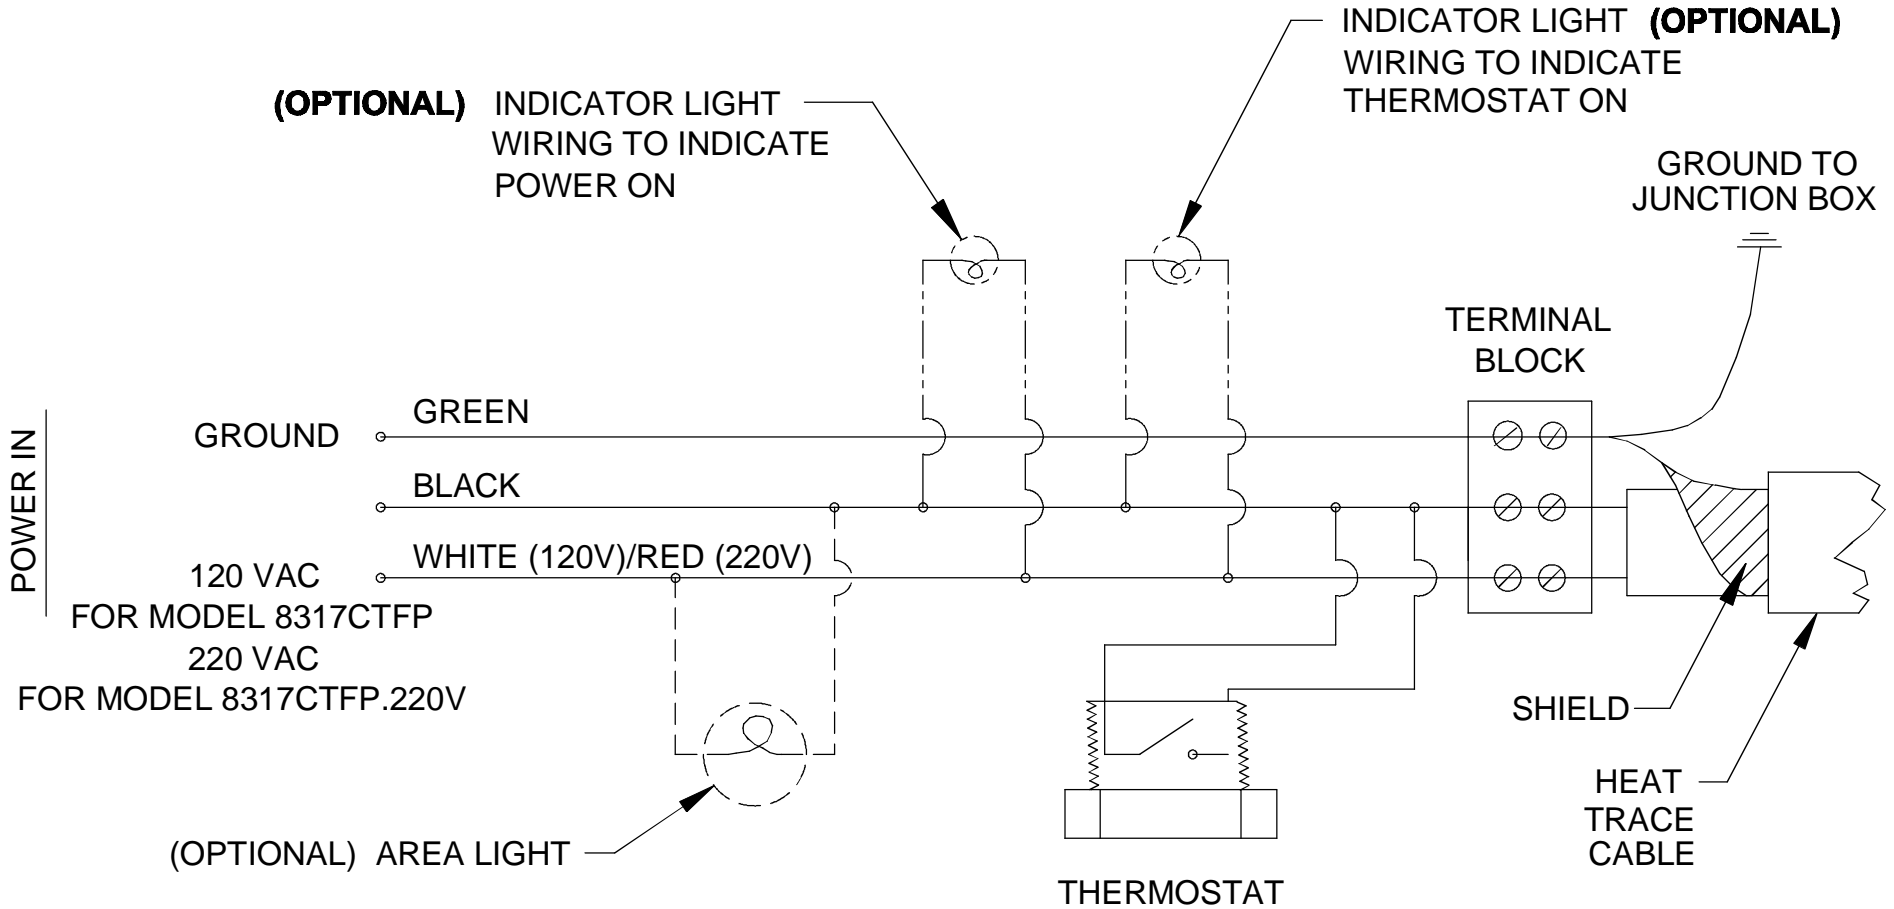 INDICATOR LIGHT (OPTIONAL)
WIRING TO INDICATE
THERMOSTAT ON
(OPTIONAL) INDICATOR LIGHT
WIRING TO INDICATE
POWER ON
GROUND TO
JUNCTION BOX
TERMINAL
BLOCK
POWER IN
GROUND
GREEN
BLACK
WHITE (120V)/RED (220V)
120 VAC
FOR MODEL 8317CTFP
220 VAC
FOR MODEL 8317CTFP.220V
SHIELD
HEAT
TRACE
CABLE
(OPTIONAL) AREA LIGHT
THERMOSTAT